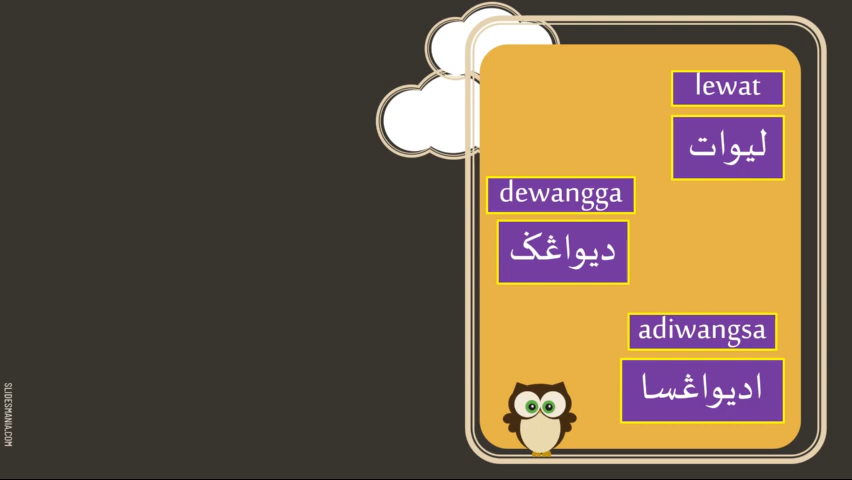 lewat
ليوات
dewangga
ديواڠݢ
adiwangsa
اديواڠسا
SLIDESMANIA.COM